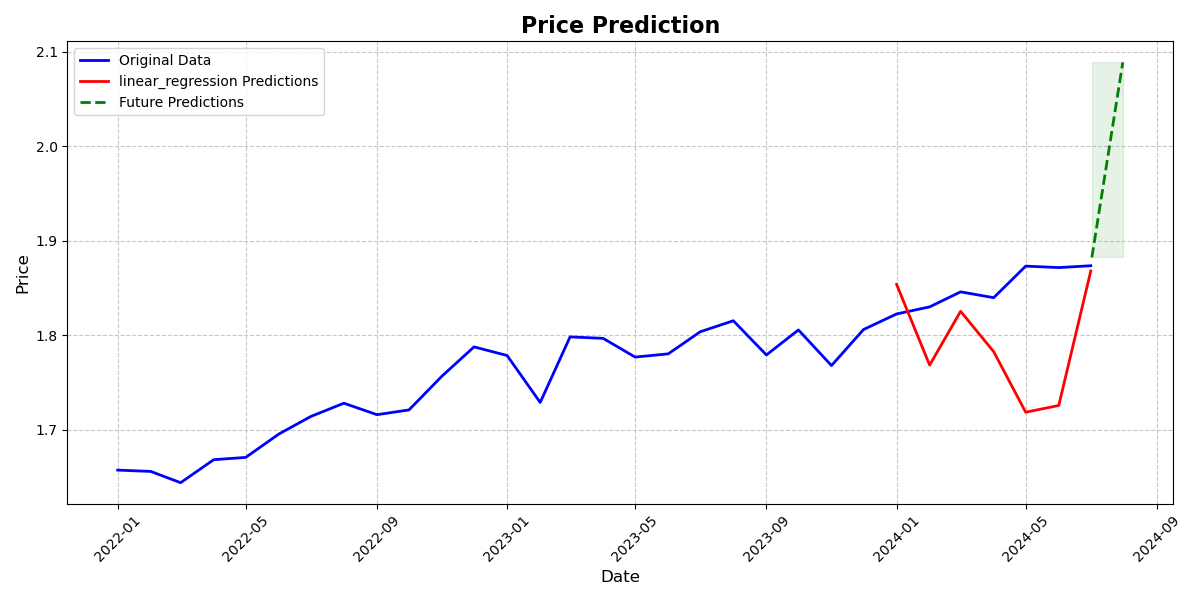 Price Prediction
Original Data
linear_regression Predictions
Future Predictions
2.1
2.0
1.9
1.8
1.7
Price
2022-01
2022-05
2022-09
2023-01
2023-05
2023-09
2024-01
2024-05
2024-09
Date